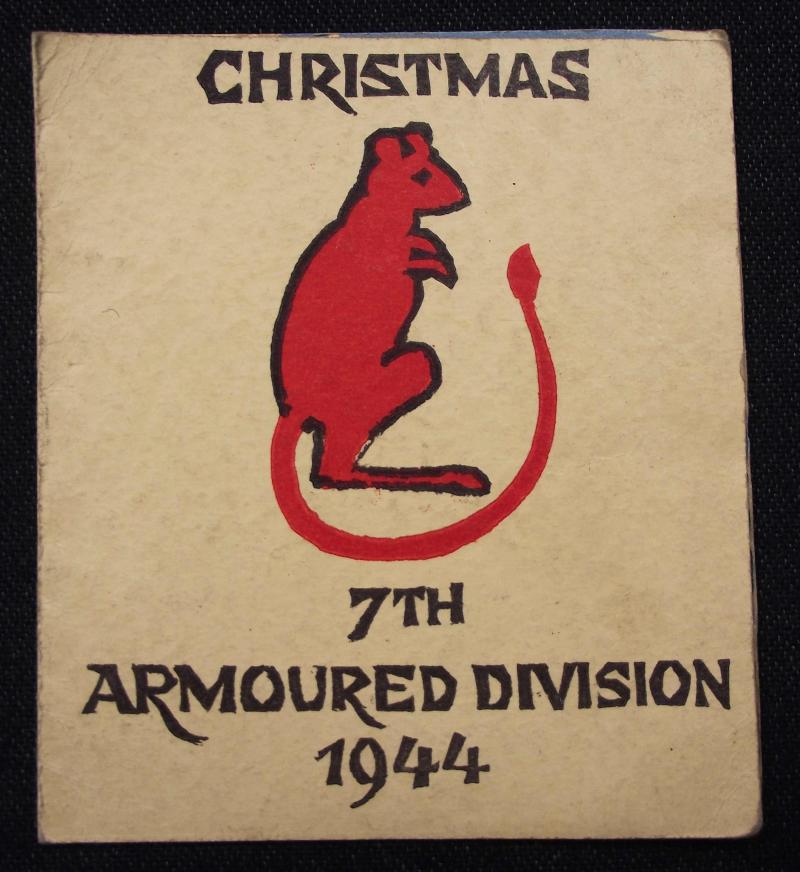 CHRISTMAS
7TH
ARMOURED DIVISION
1944